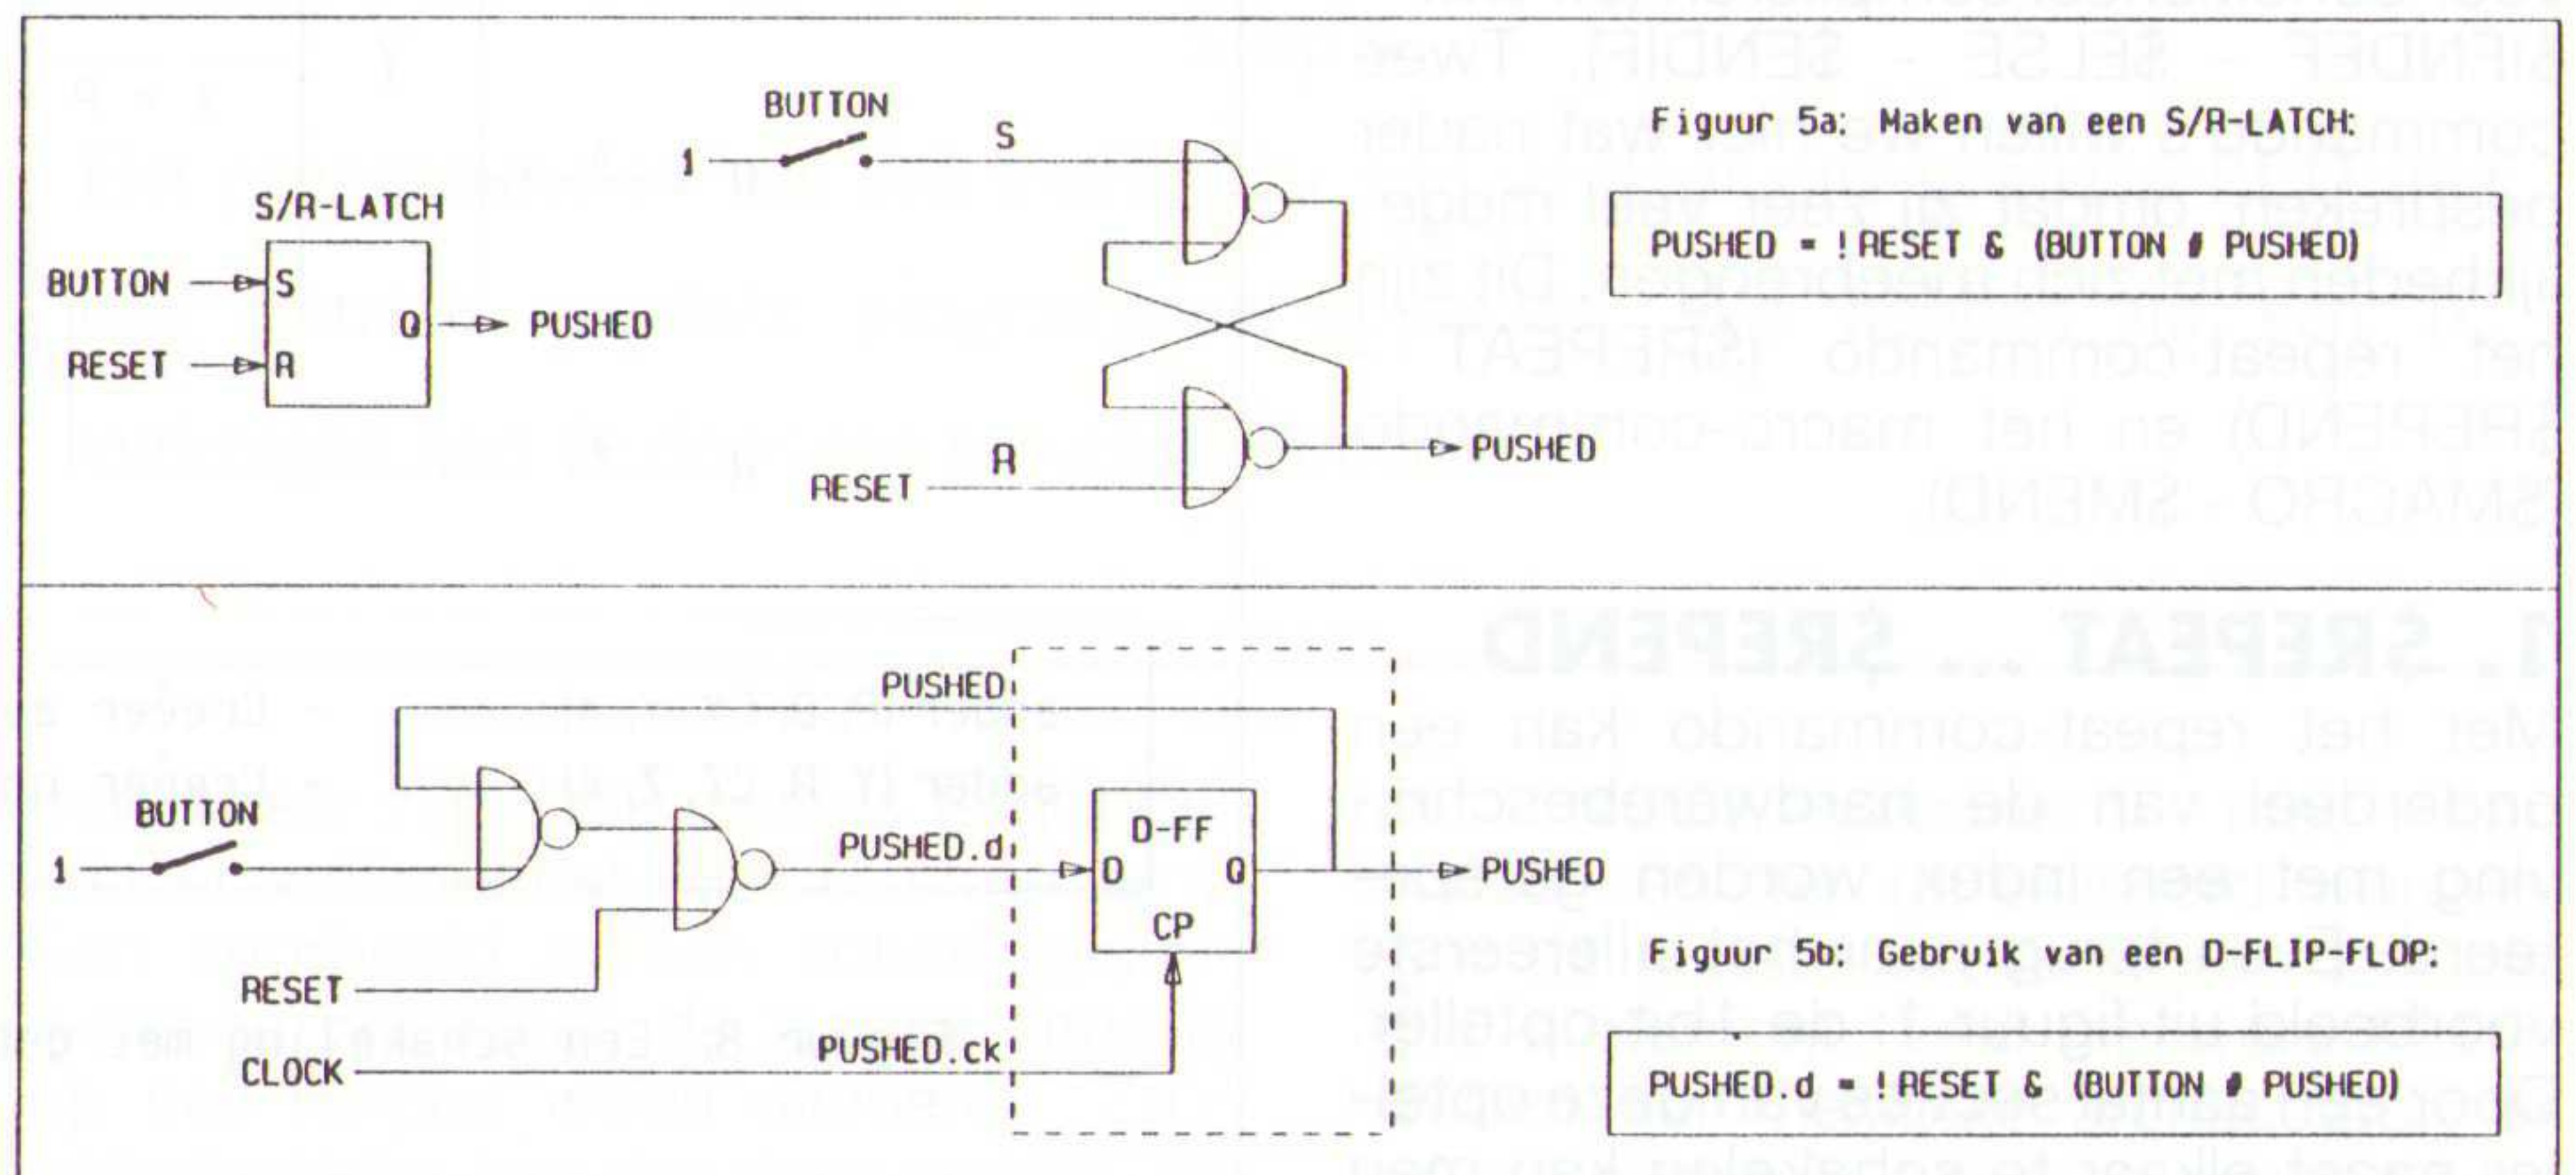 Figuur 5a: Maken van een S/R-LATCH:
BUTTON
1
S
S/R-LATCH
BUTTON
S
Q
PUSHED
RESET
R
PUSHED = !RESET & (BUTTON # PUSHED)
R
RESET
PUSHED
PUSHED
BUTTON
1
PUSHED.d
D-FF
D
Q
CP
PUSHED
RESET
CLOCK
PUSHED.ck
Figuur 5b: Gebruik van een D-FLIP-FLOP:
PUSHED.d = !RESET & (BUTTON # PUSHED)